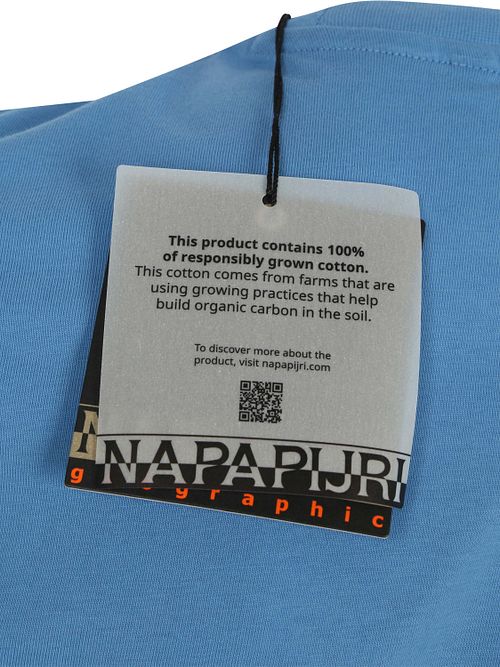 This product contains 100%
of responsibly grown cotton.
This cotton comes from farms that are
using growing practices that help
build organic carbon in the soil.
To discover more about the
product, visit napapijri.com
NAPAPIJRI
geographic